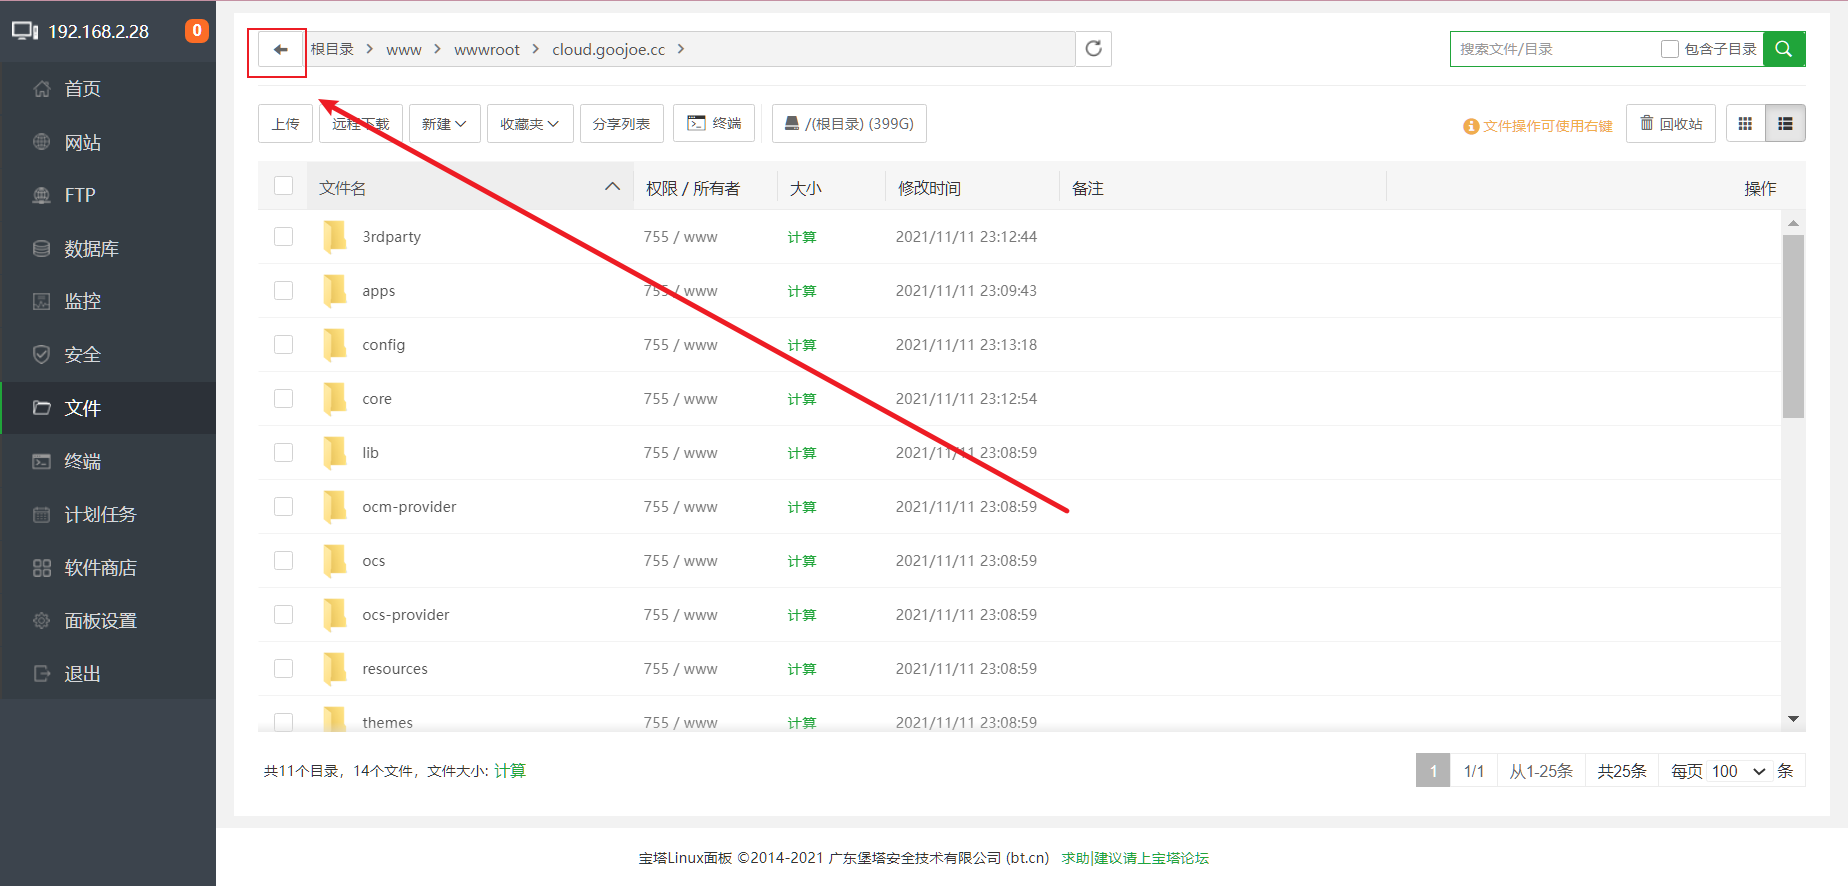 192.168.2.28 0
首页
网站
FTP
数据库
监控
安全
文件
终端
计划任务
软件商店
面板设置
退出
根目录 www wwwroot cloud.goojoe.cc
搜索文件/目录 包含子目录
上传 远程下载 新建 收藏夹 分享列表 终端 /(根目录) (399G) 文件操作可使用右键 回收站
文件名 权限 / 所有者 大小 修改时间 备注 操作
3rdparty 755 / www 计算 2021/11/11 23:12:44
apps 755 / www 计算 2021/11/11 23:09:43
config 755 / www 计算 2021/11/11 23:13:18
core 755 / www 计算 2021/11/11 23:12:54
lib 755 / www 计算 2021/11/11 23:08:59
ocm-provider 755 / www 计算 2021/11/11 23:08:59
ocs 755 / www 计算 2021/11/11 23:08:59
ocs-provider 755 / www 计算 2021/11/11 23:08:59
resources 755 / www 计算 2021/11/11 23:08:59
themes 755 / www 计算 2021/11/11 23:08:59
共11个目录，14个文件，文件大小: 计算
1 1/1 从1-25条 共25条 每页 100 条
宝塔Linux面板 ©2014-2021 广东堡塔安全技术有限公司 (bt.cn) 求助|建议请上宝塔论坛